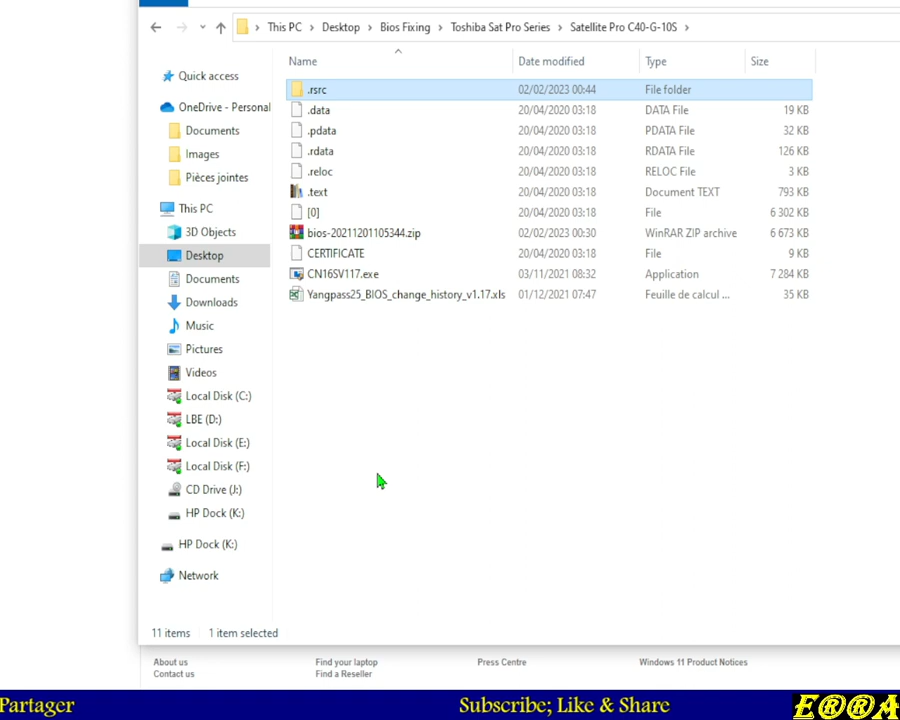 This PC > Desktop > Bios Fixing > Toshiba Sat Pro Series > Satellite Pro C40-G-10S >
Name Date modified Type Size
Quick access
OneDrive - Personal
Documents
Images
Pièces jointes
This PC
3D Objects
Desktop
Documents
Downloads
Music
Pictures
Videos
Local Disk (C:)
LBE (D:)
Local Disk (E:)
Local Disk (F:)
CD Drive (J:)
HP Dock (K:)
HP Dock (K:)
Network
.rsrc 02/02/2023 00:44 File folder
.data 20/04/2020 03:18 DATA File 19 KB
.pdata 20/04/2020 03:18 PDATA File 32 KB
.rdata 20/04/2020 03:18 RDATA File 126 KB
.reloc 20/04/2020 03:18 RELOC File 3 KB
.text 20/04/2020 03:18 Document TEXT 793 KB
[0] 20/04/2020 03:18 File 6 302 KB
bios-20211201105344.zip 02/02/2023 00:30 WinRAR ZIP archive 6 673 KB
CERTIFICATE 20/04/2020 03:18 File 9 KB
CN16SV117.exe 03/11/2021 08:32 Application 7 284 KB
Yangpass25_BIOS_change_history_v1.17.xls 01/12/2021 07:47 Feuille de calcul ... 35 KB
11 items 1 item selected
About us Find your laptop Press Centre Windows 11 Product Notices
Contact us Find a Reseller
Partager Subscribe; Like & Share ERRA